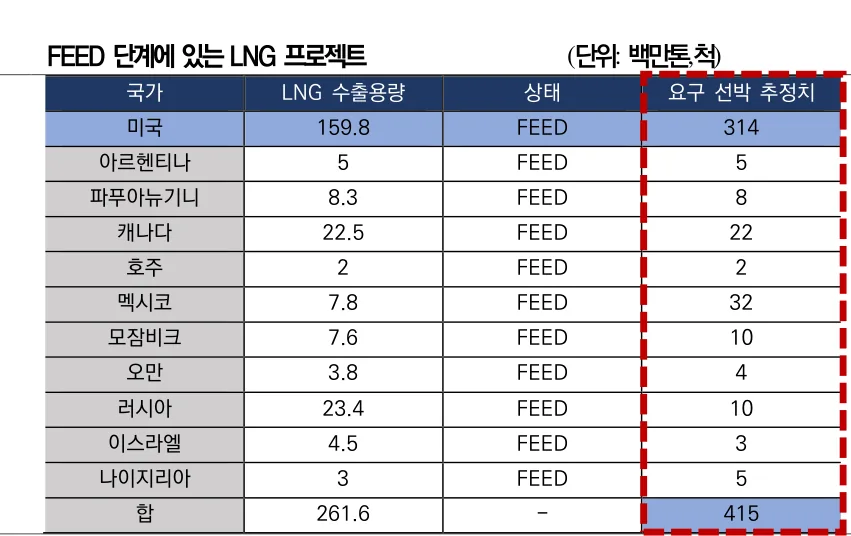 FEED 단계에 있는 LNG 프로젝트 (단위: 백만톤,척)
국가 LNG 수출용량 상태 요구 선박 추정치
미국 159.8 FEED 314
아르헨티나 5 FEED 5
파푸아뉴기니 8.3 FEED 8
캐나다 22.5 FEED 22
호주 2 FEED 2
멕시코 7.8 FEED 32
모잠비크 7.6 FEED 10
오만 3.8 FEED 4
러시아 23.4 FEED 10
이스라엘 4.5 FEED 3
나이지리아 3 FEED 5
합 261.6 - 415